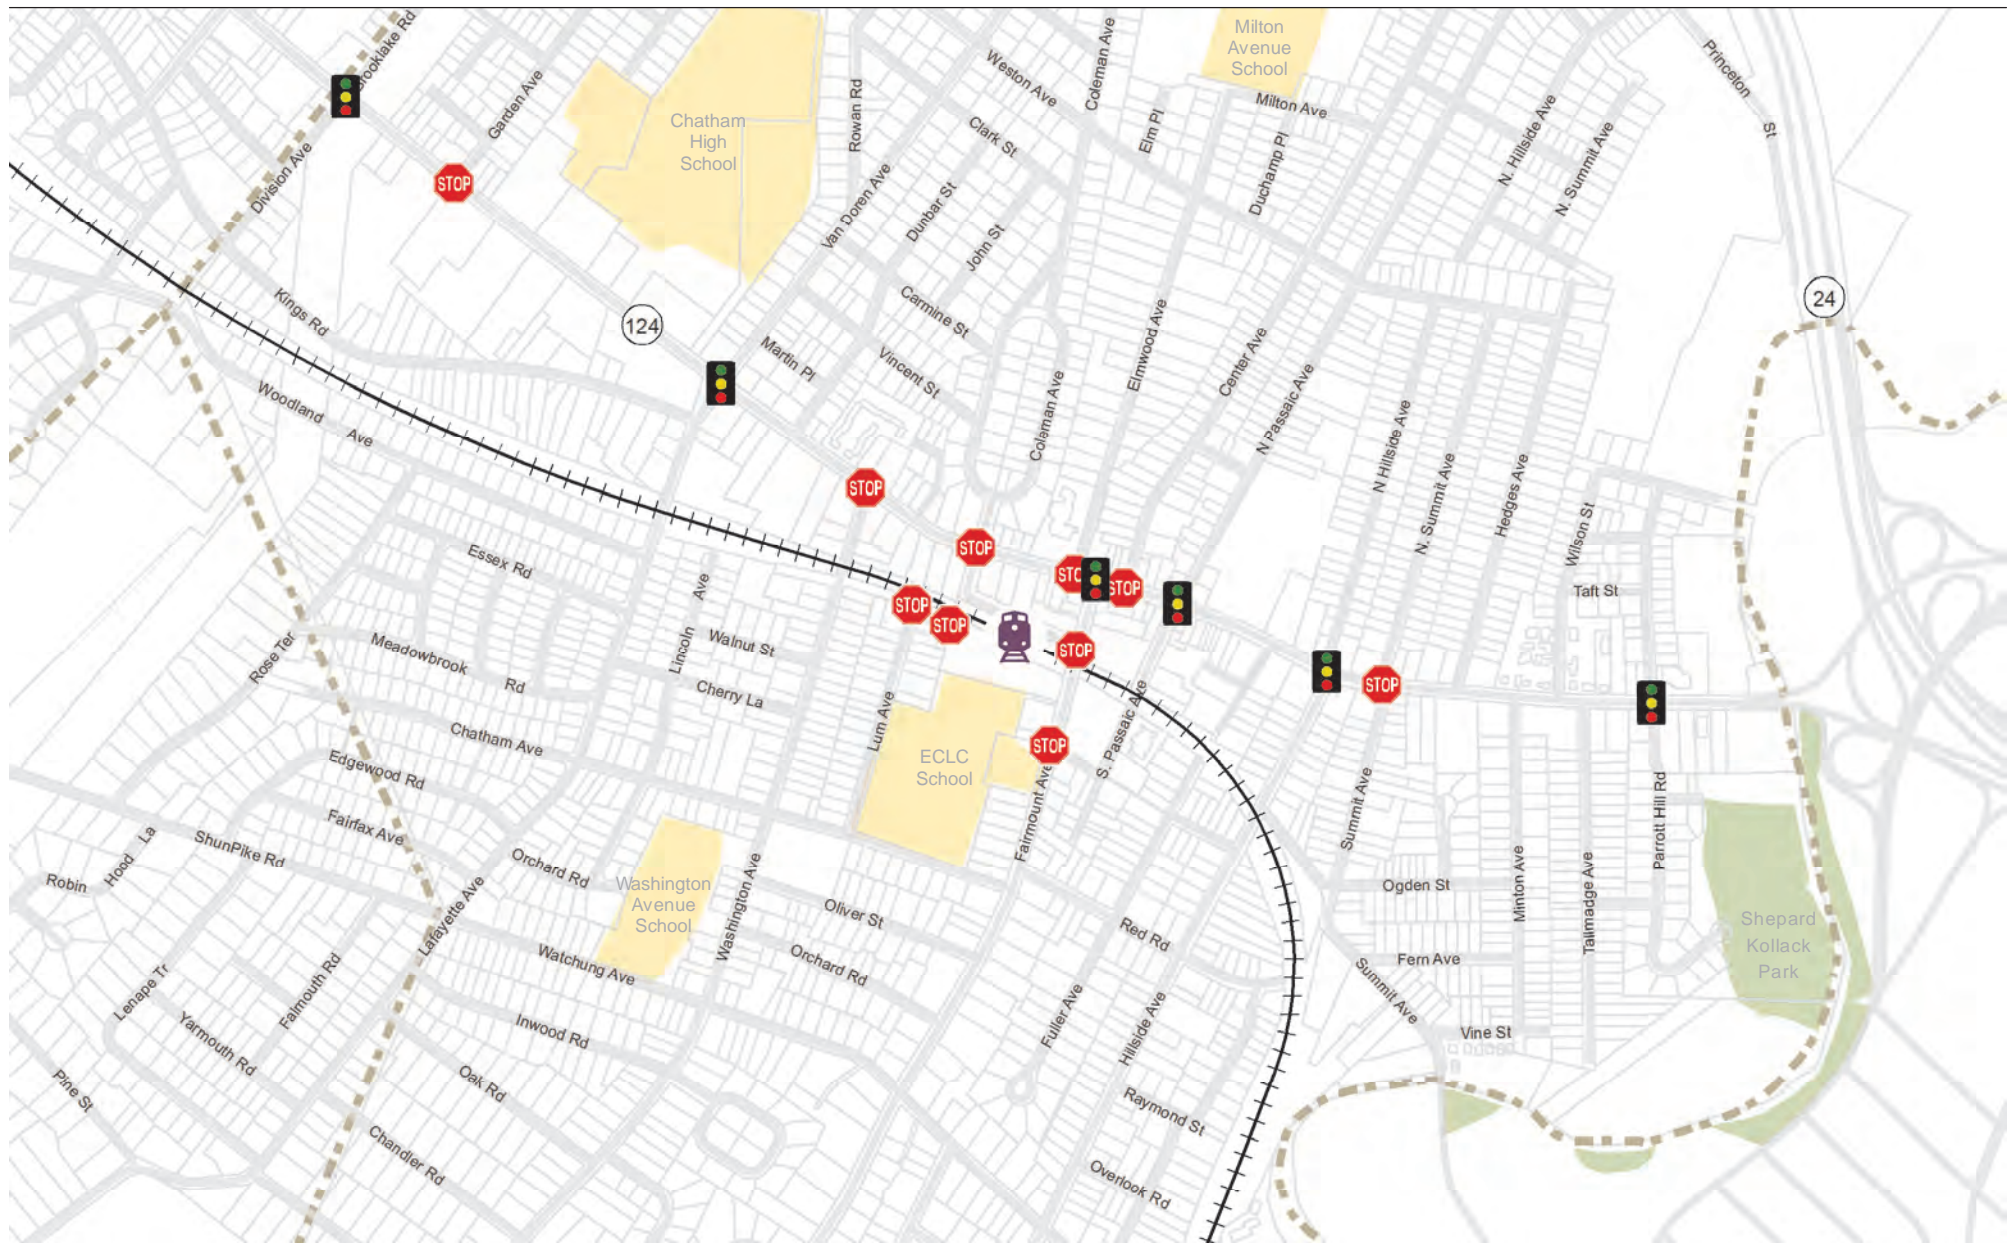 Brooklake Rd
Garden Ave
Division Ave
STOP
Chatham
High
School
Rowan Rd
Van Doren Ave
Weston Ave
Coleman Ave
Clark St
Elm Pl
Milton
Avenue
School
Milton Ave
Duchamp Pl
N. Hillside Ave
N. Summit Ave
Princeton
St
Dunbar St
John St
Carmine St
Vincent St
Martin Pl
124
24
Kings Rd
Woodland
Ave
Coleman Ave
Elmwood Ave
Center Ave
N Passaic Ave
N Hillside Ave
N. Summit Ave
Hedges Ave
Wilson St
Taft St
STOP
STOP
STOP
STOP
STOP
STOP
STOP
STOP
STOP
Essex Rd
Lincoln
Ave
Walnut St
Cherry La
Rose Ter
Meadowbrook
Rd
Chatham Ave
Edgewood Rd
Fairfax Ave
ShunPike Rd
Hood La
Robin
Lum Ave
ECLC
School
Fairmount Ave
S. Passaic Ave
Summit Ave
Orchard Rd
Washington
Avenue
School
Washington Ave
Lafayette Ave
Watchung Ave
Oliver St
Orchard Rd
Red Rd
Ogden St
Fern Ave
Minton Ave
Tallmadge Ave
Parrott Hill Rd
Shepard
Kollack
Park
Summit Ave
Vine St
Lenape Tr
Falmouth Rd
Yarmouth Rd
Inwood Rd
Oak Rd
Pine St
Chandler Rd
Fuller Ave
Hillside Ave
Raymond St
Overlook Rd